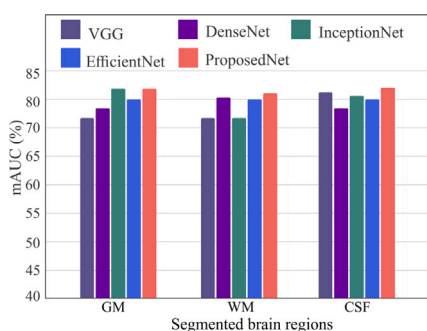 VGG DenseNet InceptionNet
EfficientNet ProposedNet
85
80
70
75
70
65
60
55
50
45
40
mAUC (%)
GM WM CSF
Segmented brain regions